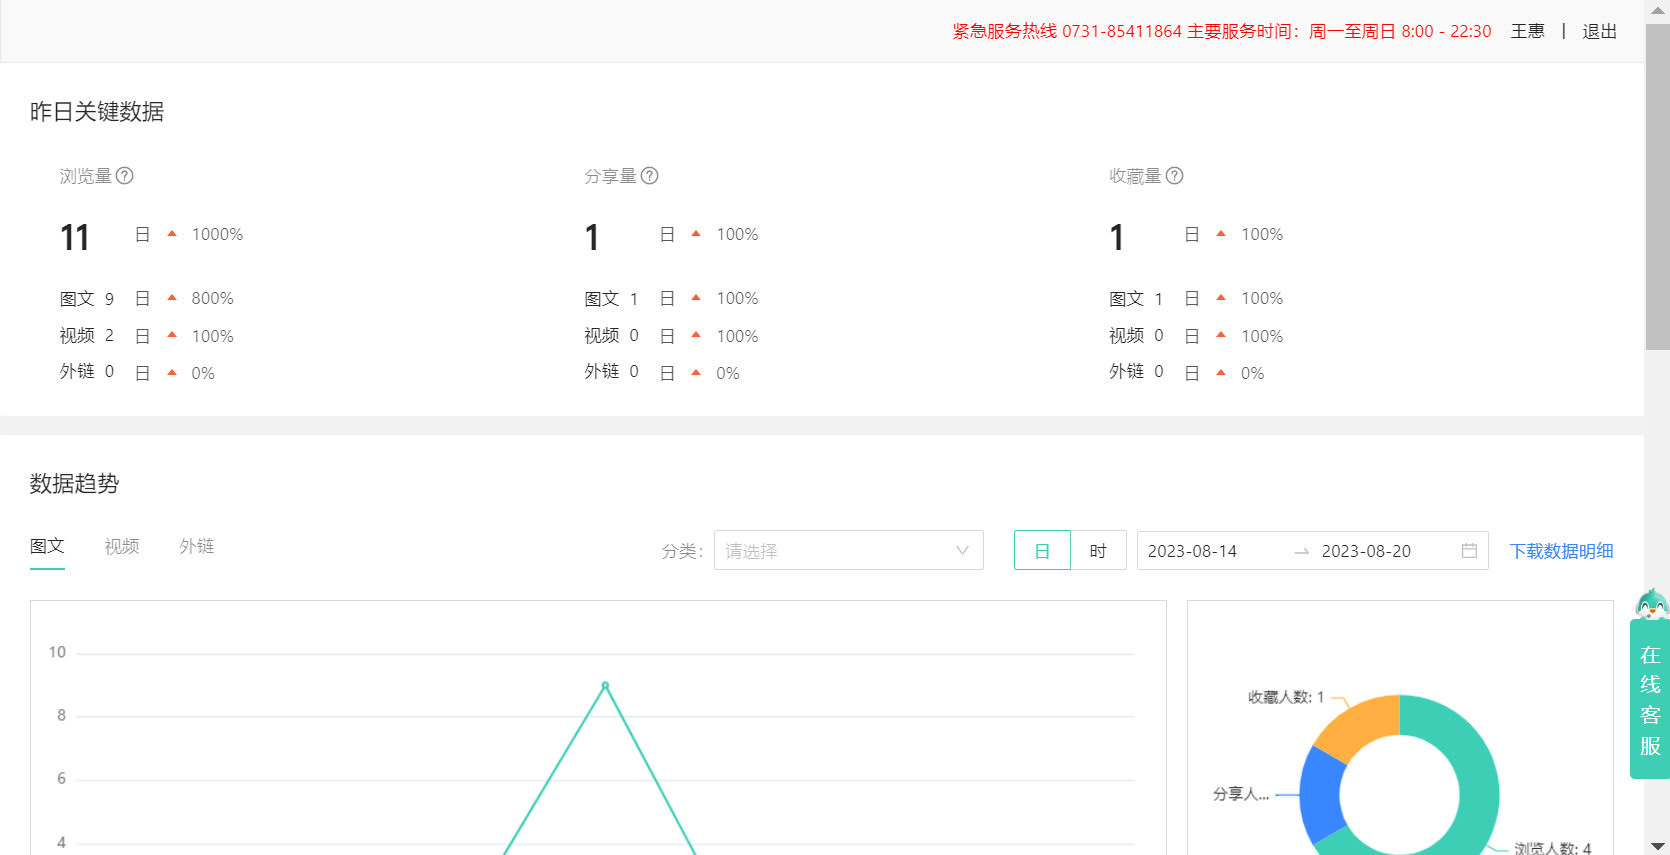 紧急服务热线 0731-85411864 主要服务时间：周一至周日 8:00 - 22:30 王惠 | 退出
昨日关键数据
浏览量 分享量 收藏量
11 日 1000% 1 日 100% 1 日 100%
图文 9 日 800% 图文 1 日 100% 图文 1 日 100%
视频 2 日 100% 视频 0 日 100% 视频 0 日 100%
外链 0 日 0% 外链 0 日 0% 外链 0 日 0%
数据趋势
图文 视频 外链 分类： 请选择 日 时 2023-08-14 → 2023-08-20 下载数据明细
10
8
6
4
收藏人数: 1
分享人...
浏览人数: 4
在线客服